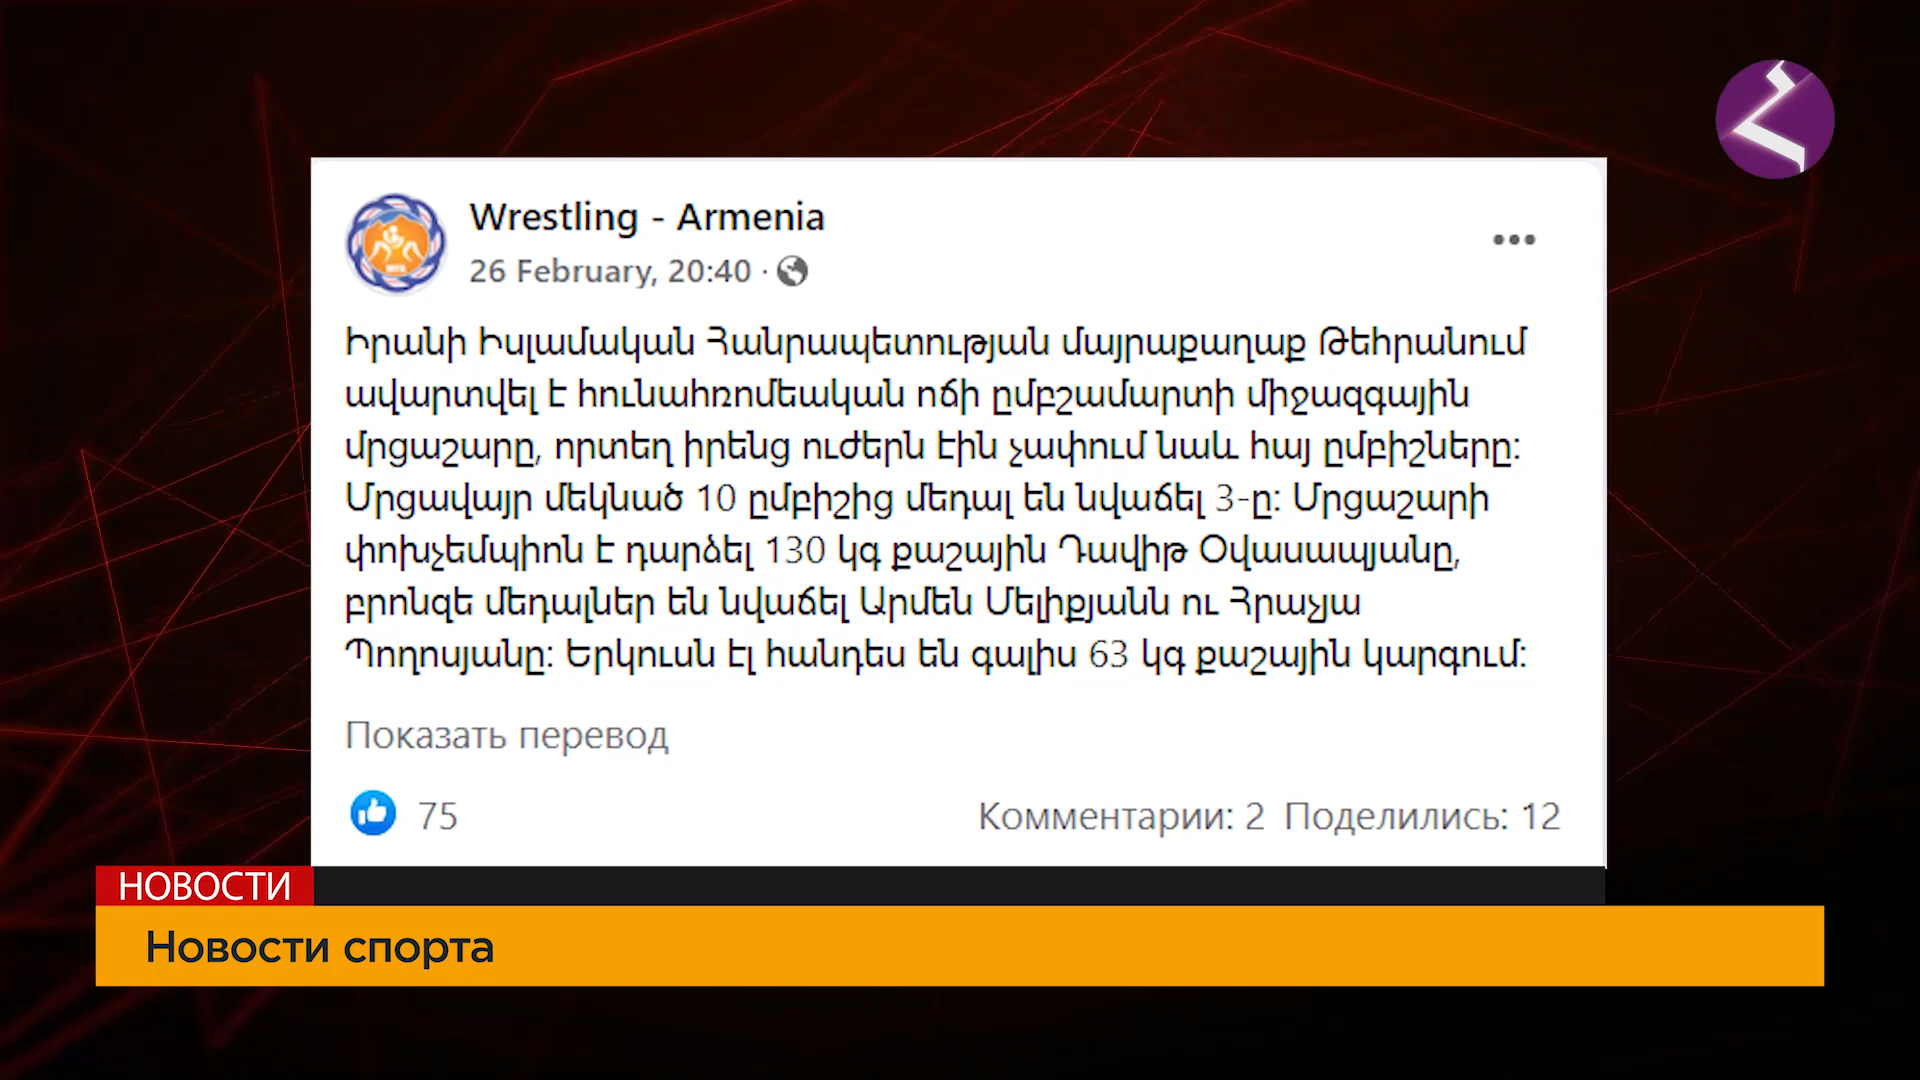 Wrestling - Armenia
26 February, 20:40 ·
Իրանի Իսլամական Հանրապետության մայրաքաղաք Թեհրանում
ավարտվել է հունահռոմեական ոճի ըմբշամարտի միջազգային
մրցաշարը, որտեղ իրենց ուժերն էին չափում նաև հայ ըմբիշները:
Մրցավայր մեկնած 10 ըմբիշից մեդալ են նվաճել 3-ը: Մրցաշարի
փոխչեմպիոն է դարձել 130 կգ քաշային Դավիթ Օվասապյանը,
բրոնզե մեդալներ են նվաճել Արմեն Մելիքյանն ու Հրաչյա
Պողոսյանը: Երկուսն էլ հանդես են գալիս 63 կգ քաշային կարգում:
Показать перевод
75 Комментарии: 2 Поделились: 12
НОВОСТИ
Новости спорта